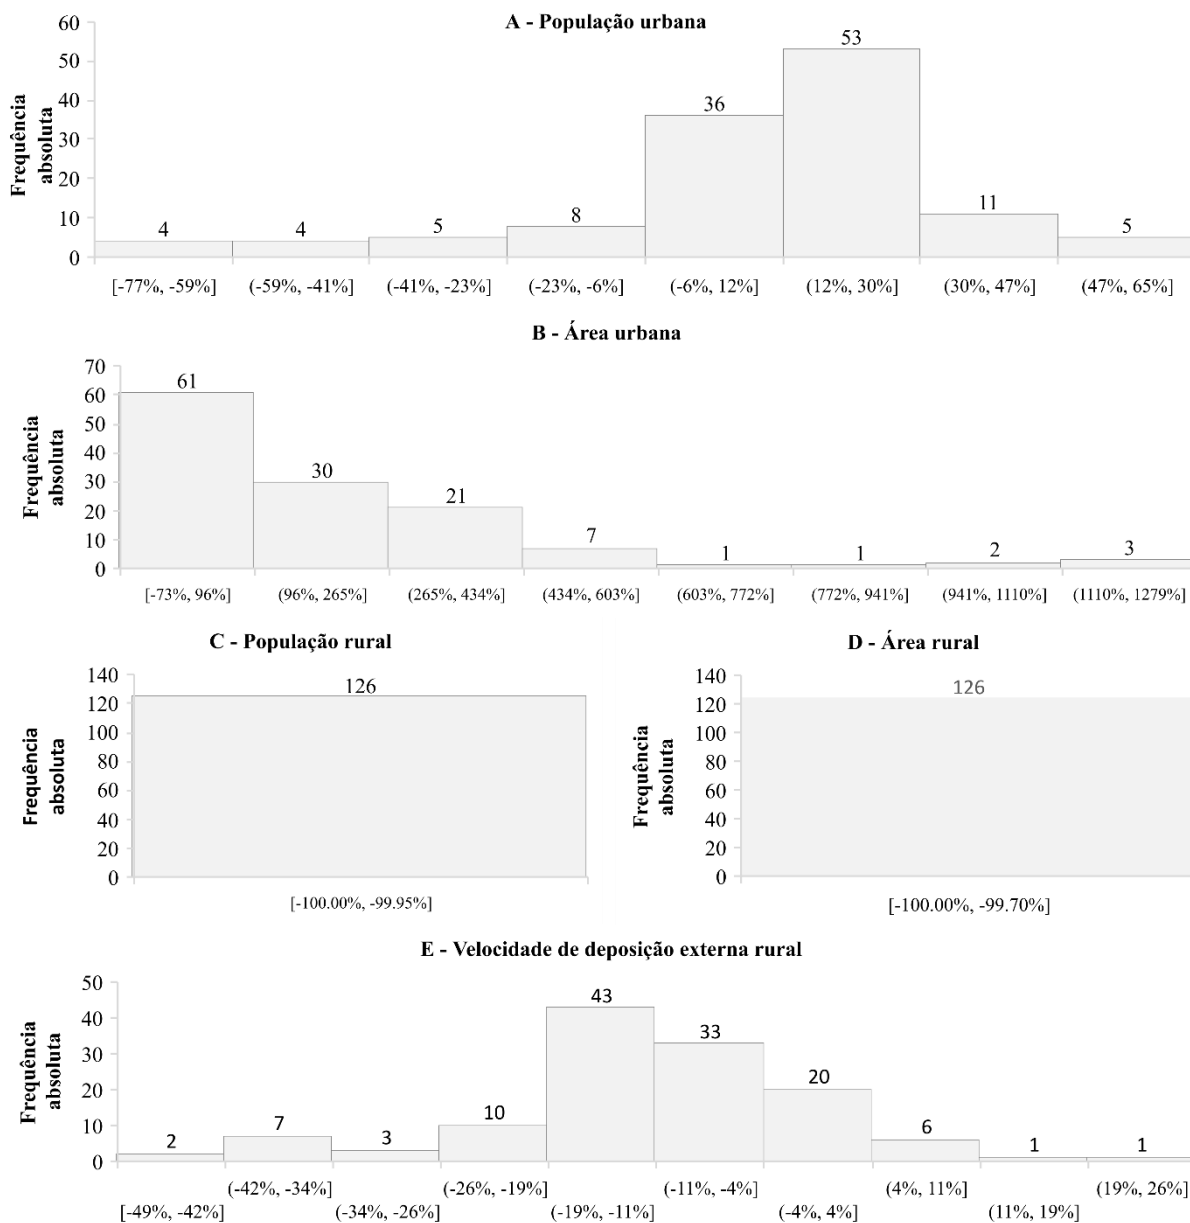 A - População urbana
Frequência absoluta
60
50
40
30
20
10
0
4 4 5 8 36 53 11 5
[-77%, -59%] (-59%, -41%] (-41%, -23%] (-23%, -6%] (-6%, 12%] (12%, 30%] (30%, 47%] (47%, 65%]
B - Área urbana
Frequência absoluta
70
60
50
40
30
20
10
0
61 30 21 7 1 1 2 3
[-73%, 96%] (96%, 265%] (265%, 434%] (434%, 603%] (603%, 772%] (772%, 941%] (941%, 1110%] (1110%, 1279%]
C - População rural
Frequência absoluta
140
120
100
80
60
40
20
0
126
[-100.00%, -99.95%]
D - Área rural
Frequência absoluta
140
120
100
80
60
40
20
0
126
[-100.00%, -99.70%]
E - Velocidade de deposição externa rural
Frequência absoluta
50
40
30
20
10
0
2 7 3 10 43 33 20 6 1 1
(-42%, -34%] (-26%, -19%] (-11%, -4%] (4%, 11%] (19%, 26%]
[-49%, -42%] (-34%, -26%] (-19%, -11%] (-4%, 4%] (11%, 19%]